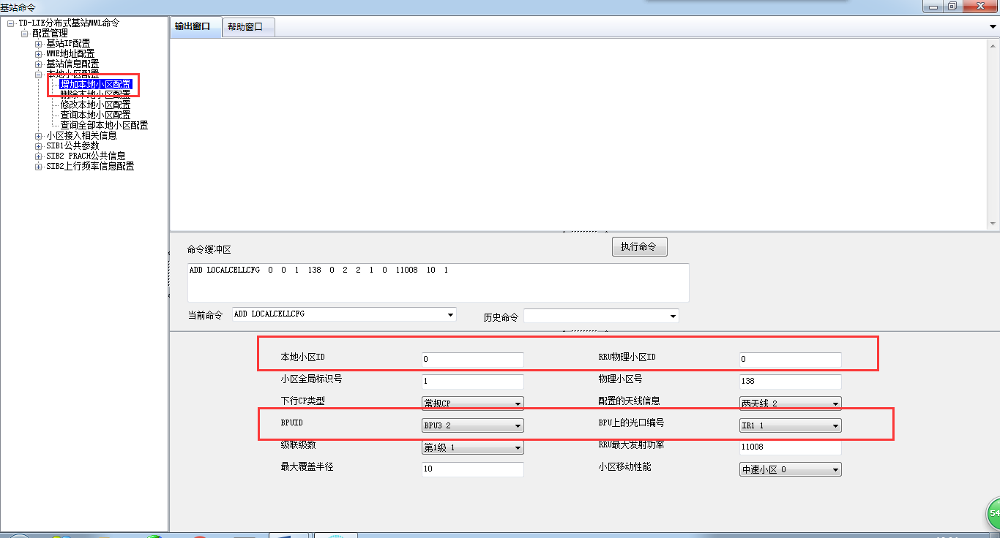 基站命令
TD-LTE分布式基站MML命令
配置管理
基站IP配置
MME地址配置
基站信息配置
本地小区配置
增加本地小区配置
删除本地小区配置
修改本地小区配置
查询本地小区配置
查询全部本地小区配置
小区接入相关信息
SIB1公共参数
SIB2 PRACH公共信息
SIB2上行频率信息配置
输出窗口 帮助窗口
命令缓冲区 执行命令
ADD LOCALCELLCFG 0 0 1 138 0 2 2 1 0 11008 10 1
当前命令 ADD LOCALCELLCFG 历史命令
本地小区ID 0 RRU物理小区ID 0
小区全局标识号 1 物理小区号 138
下行CP类型 常规CP 配置的天线信息 两天线 2
BPUID BPU3 2 BPU上的光口编号 IR1 1
级联级数 第1级 1 RRU最大发射功率 11008
最大覆盖半径 10 小区移动性能 中速小区 0
54